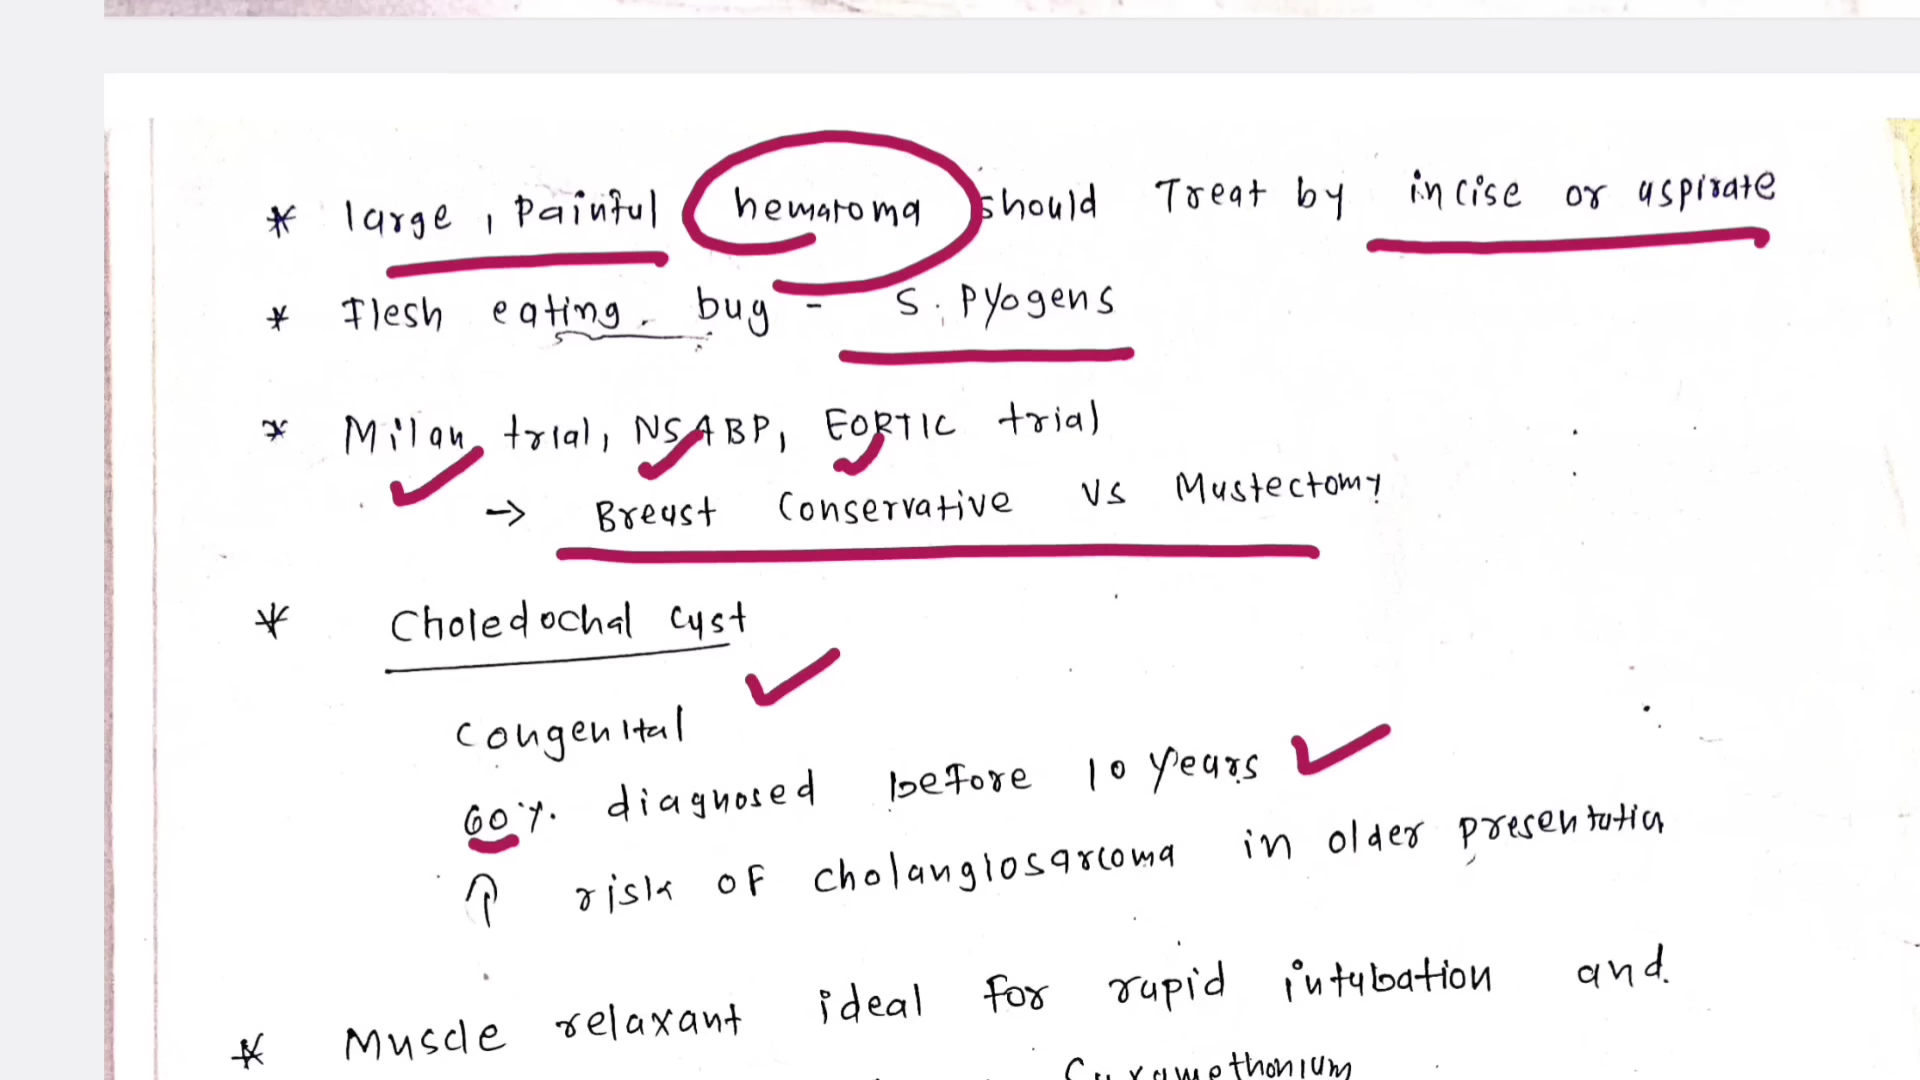 * large, Painful hematoma should Treat by incise or aspirate
* Flesh eating bug - S. Pyogens
* Milan trial, NSABP, EORTIC trial
→ Breast Conservative Vs Mastectomy
* Choledochal Cyst
Congenital
60%. diagnosed before 10 Years
↑ risk OF cholangiosarcoma in older presentation
* Muscle relaxant ideal for rapid intubation and